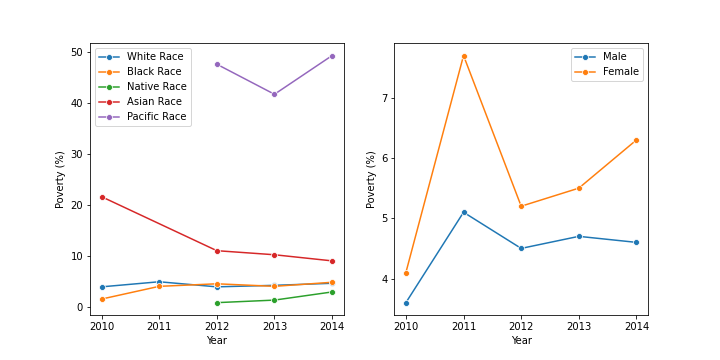 White Race
Black Race
Native Race
Asian Race
Pacific Race
Poverty (%)
50
40
30
20
10
0
2010 2011 2012 2013 2014
Year
Male
Female
Poverty (%)
7
6
5
4
2010 2011 2012 2013 2014
Year